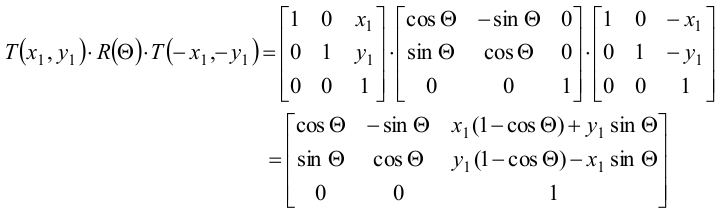 T(x₁, y₁)· R(Θ)· T(−x₁,−y₁) = [1 0 x₁; 0 1 y₁; 0 0 1] · [cos Θ −sin Θ 0; sin Θ cos Θ 0; 0 0 1] · [1 0 −x₁; 0 1 −y₁; 0 0 1]
= [cos Θ −sin Θ x₁(1−cos Θ)+ y₁ sin Θ; sin Θ cos Θ y₁(1−cos Θ)− x₁ sin Θ; 0 0 1]